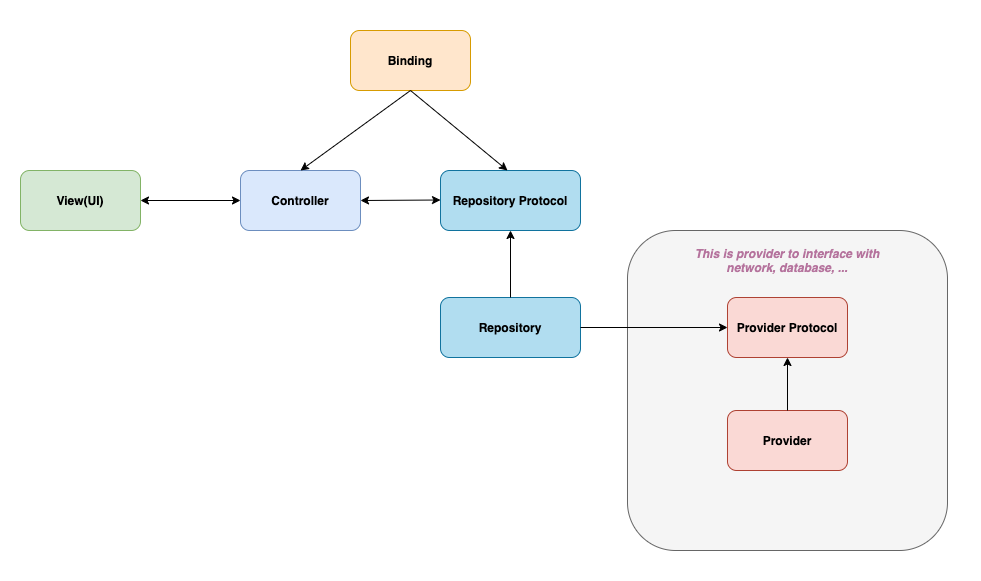 Binding
View(UI)
Controller
Repository Protocol
This is provider to interface with
network, database, ...
Repository
Provider Protocol
Provider